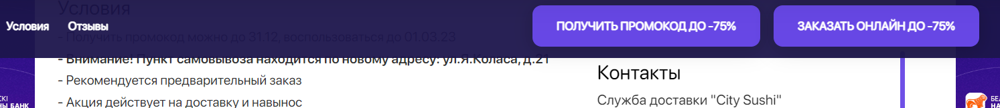 Условия
Условия
Отзывы
ПОЛУЧИТЬ ПРОМОКОД ДО -75%
ЗАКАЗАТЬ ОНЛАЙН ДО -75%
- Получить промокод можно до 31.12, воспользоваться до 01.03.23
- Внимание! Пункт самовывоза находится по новому адресу: ул.Я.Коласа, д.21
- Рекомендуется предварительный заказ
- Акция действует на доставку и навынос
Контакты
Служба доставки "City Sushi"